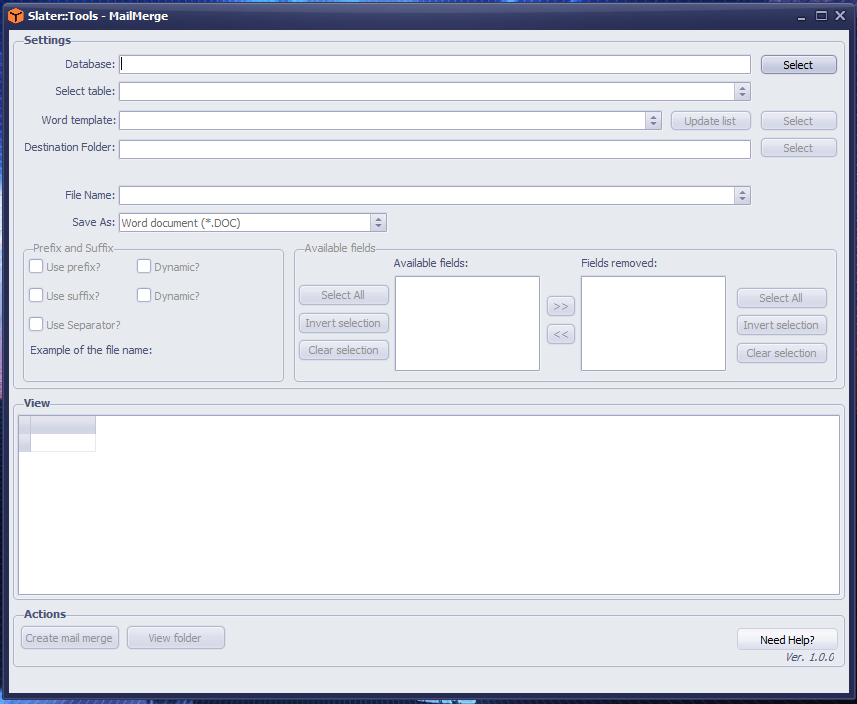 Slater::Tools - MailMerge
Settings
Database: Select
Select table:
Word template: Update list Select
Destination Folder: Select
File Name:
Save As: Word document (*.DOC)
Prefix and Suffix
Use prefix? Dynamic?
Use suffix? Dynamic?
Use Separator?
Example of the file name:
Available fields
Available fields: Fields removed:
Select All >> Select All
Invert selection << Invert selection
Clear selection Clear selection
View
Actions
Create mail merge View folder Need Help?
Ver. 1.0.0